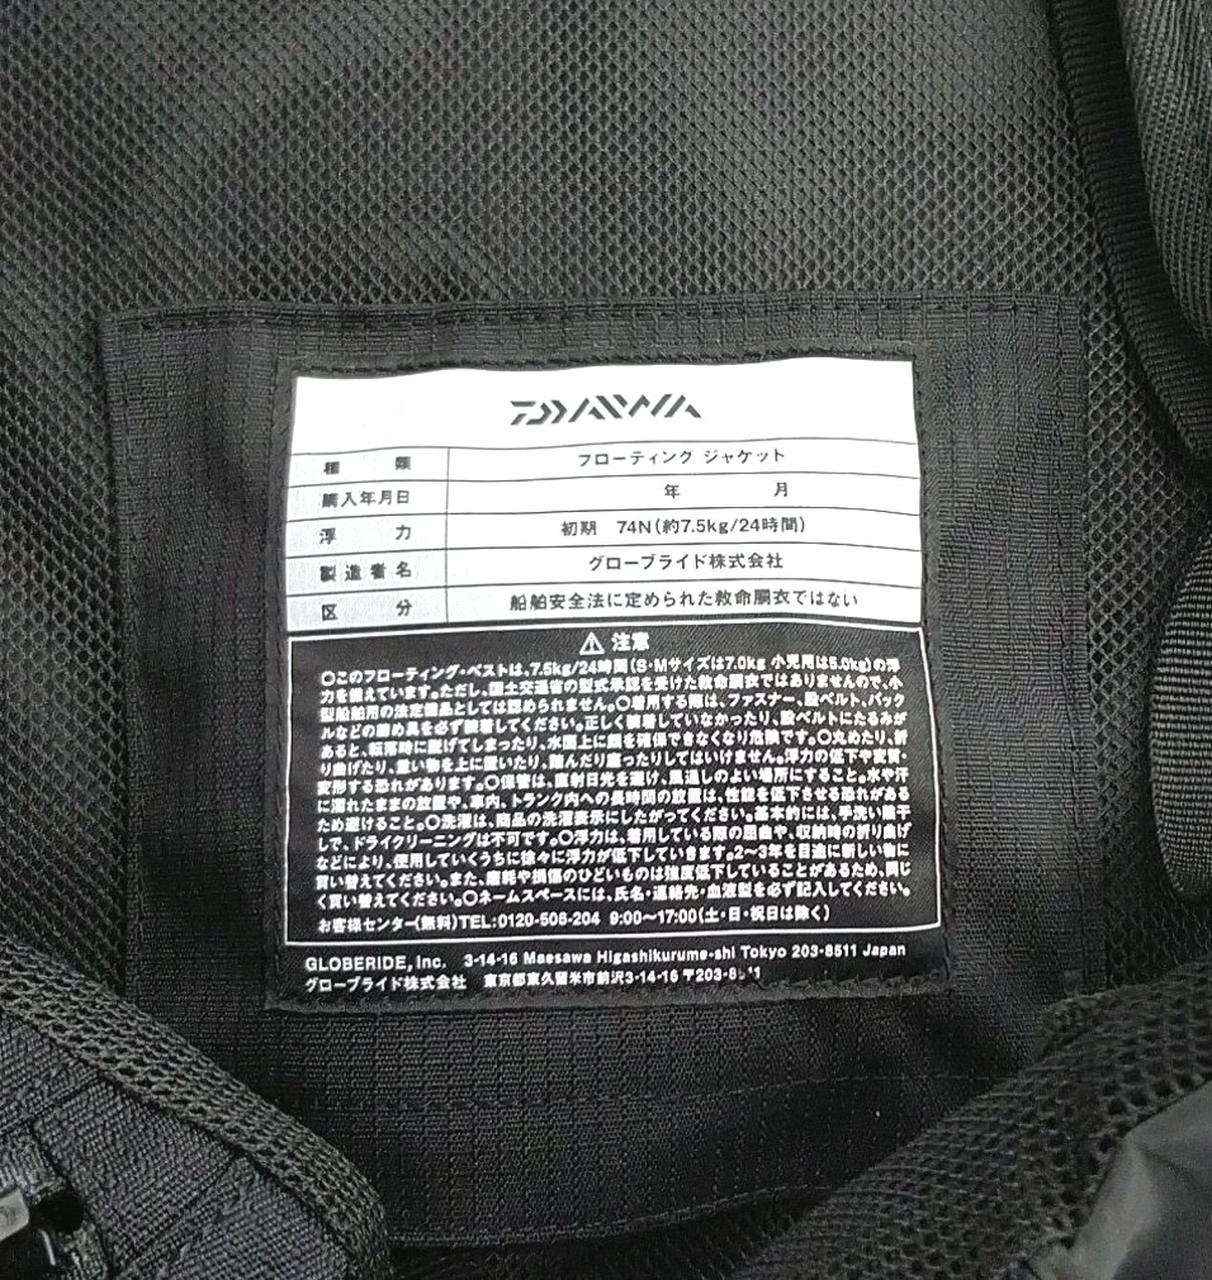 DAIWA
種 類 フローティング ジャケット
購入年月日 年 月
浮 力 初期 74N(約7.5kg/24時間)
製造者名 グローブライド株式会社
区 分 船舶安全法に定められた救命胴衣ではない
⚠ 注意
○このフローティング・ベストは、7.5kg/24時間(S・Mサイズは7.0kg 小児用は5.0kg)の浮
力を備えています。ただし、国土交通省の型式承認を受けた救命胴衣ではありませんので、小
型船舶用の法定備品としては認められません。○着用する際は、ファスナー、股ベルト、バック
ルなどの締め具を必ず装着してください。正しく装着していなかったり、股ベルトにたるみが
あると、転落時に脱げてしまったり、水面上に顔を確保できなくなり危険です。○丸めたり、折
り曲げたり、重い物を上に置いたり、踏んだり座ったりしてはいけません。浮力の低下や変質・
変形する恐れがあります。○保管は、直射日光を避け、風通しのよい場所にすること。水や汗
に濡れたままの放置や、車内、トランク内への長時間の放置は、性能を低下させる恐れがある
ため避けること。○洗濯は、商品の洗濯表示にしたがってください。基本的には、手洗い陰干
しで、ドライクリーニングは不可です。○浮力は、着用している際の屈曲や、収納時の折り曲げ
などにより、使用していくうちに徐々に浮力が低下していきます。2〜3年を目途に新しい物に
買い替えてください。また、磨耗や損傷のひどいものは強度低下していることがあるため、同じ
く買い替えてください。○ネームスペースには、氏名・連絡先・血液型を必ず記入してください。
お客様センター(無料)TEL:0120-506-204 9:00〜17:00(土・日・祝日は除く)
GLOBERIDE, Inc. 3-14-16 Maesawa Higashikurume-shi Tokyo 203-8511 Japan
グローブライド株式会社 東京都東久留米市前沢3-14-16 〒203-8511